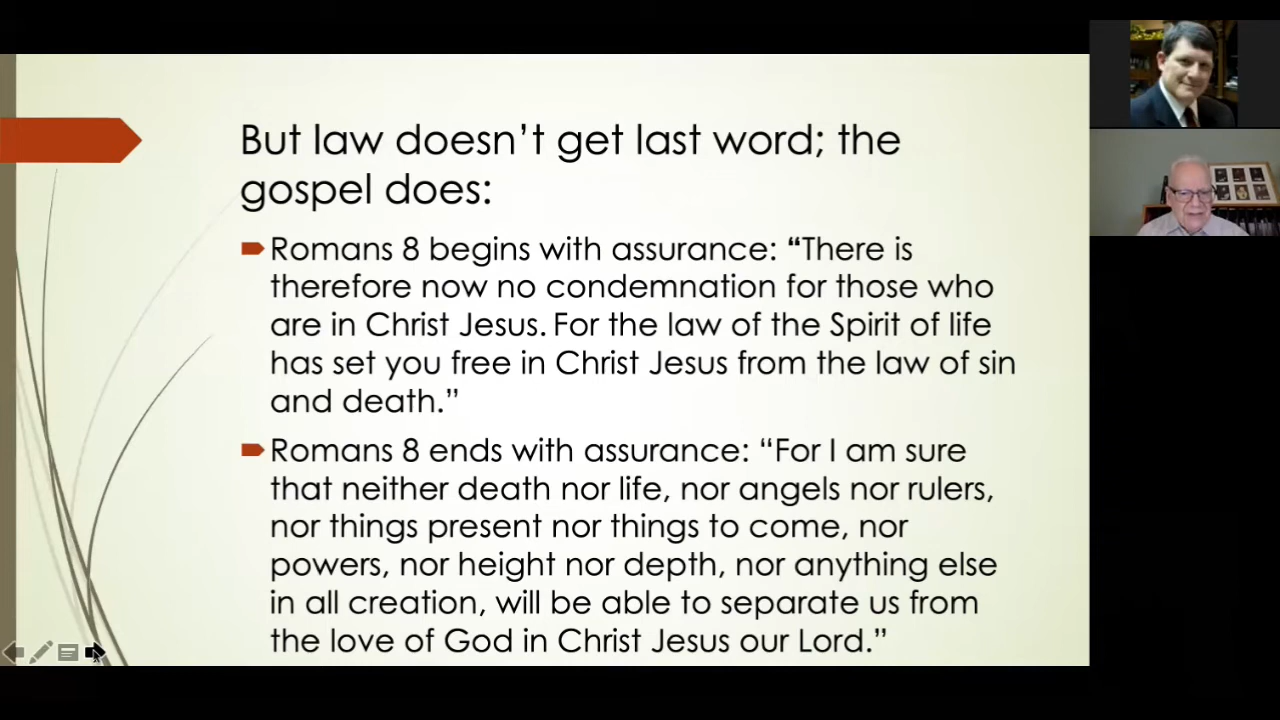 But law doesn’t get last word; the
gospel does:
Romans 8 begins with assurance: “There is
therefore now no condemnation for those who
are in Christ Jesus. For the law of the Spirit of life
has set you free in Christ Jesus from the law of sin
and death.”
Romans 8 ends with assurance: “For I am sure
that neither death nor life, nor angels nor rulers,
nor things present nor things to come, nor
powers, nor height nor depth, nor anything else
in all creation, will be able to separate us from
the love of God in Christ Jesus our Lord.”